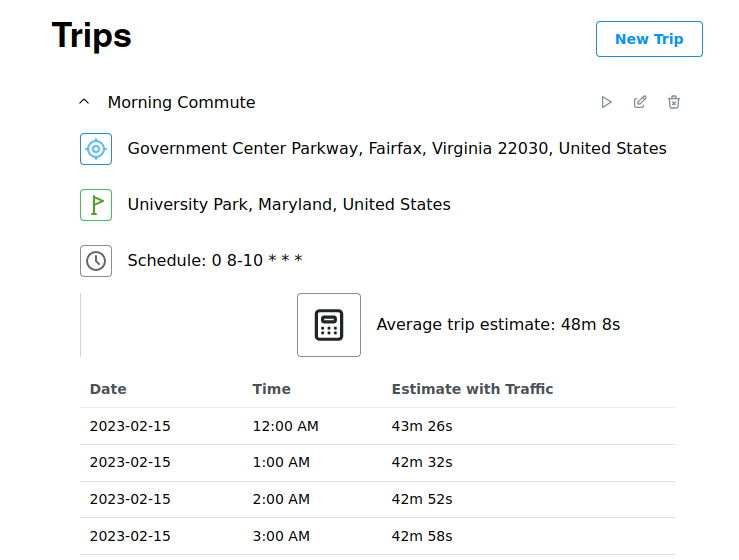 Trips
New Trip
Morning Commute
Government Center Parkway, Fairfax, Virginia 22030, United States
University Park, Maryland, United States
Schedule: 0 8-10 * * *
Average trip estimate: 48m 8s
Date Time Estimate with Traffic
2023-02-15 12:00 AM 43m 26s
2023-02-15 1:00 AM 42m 32s
2023-02-15 2:00 AM 42m 52s
2023-02-15 3:00 AM 42m 58s